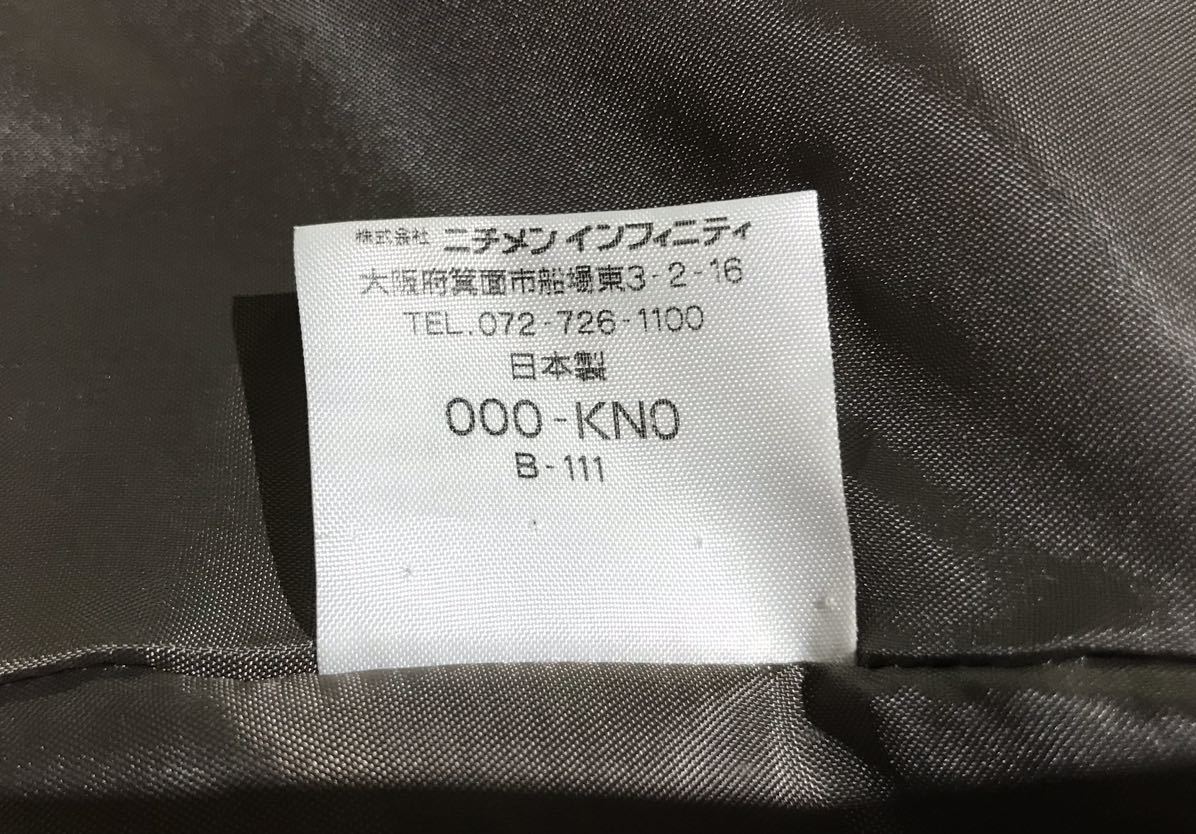 株式会社 ニチメン インフィニティ
大阪府箕面市船場東3-2-16
TEL.072-726-1100
日本製
000-KN0
B-111